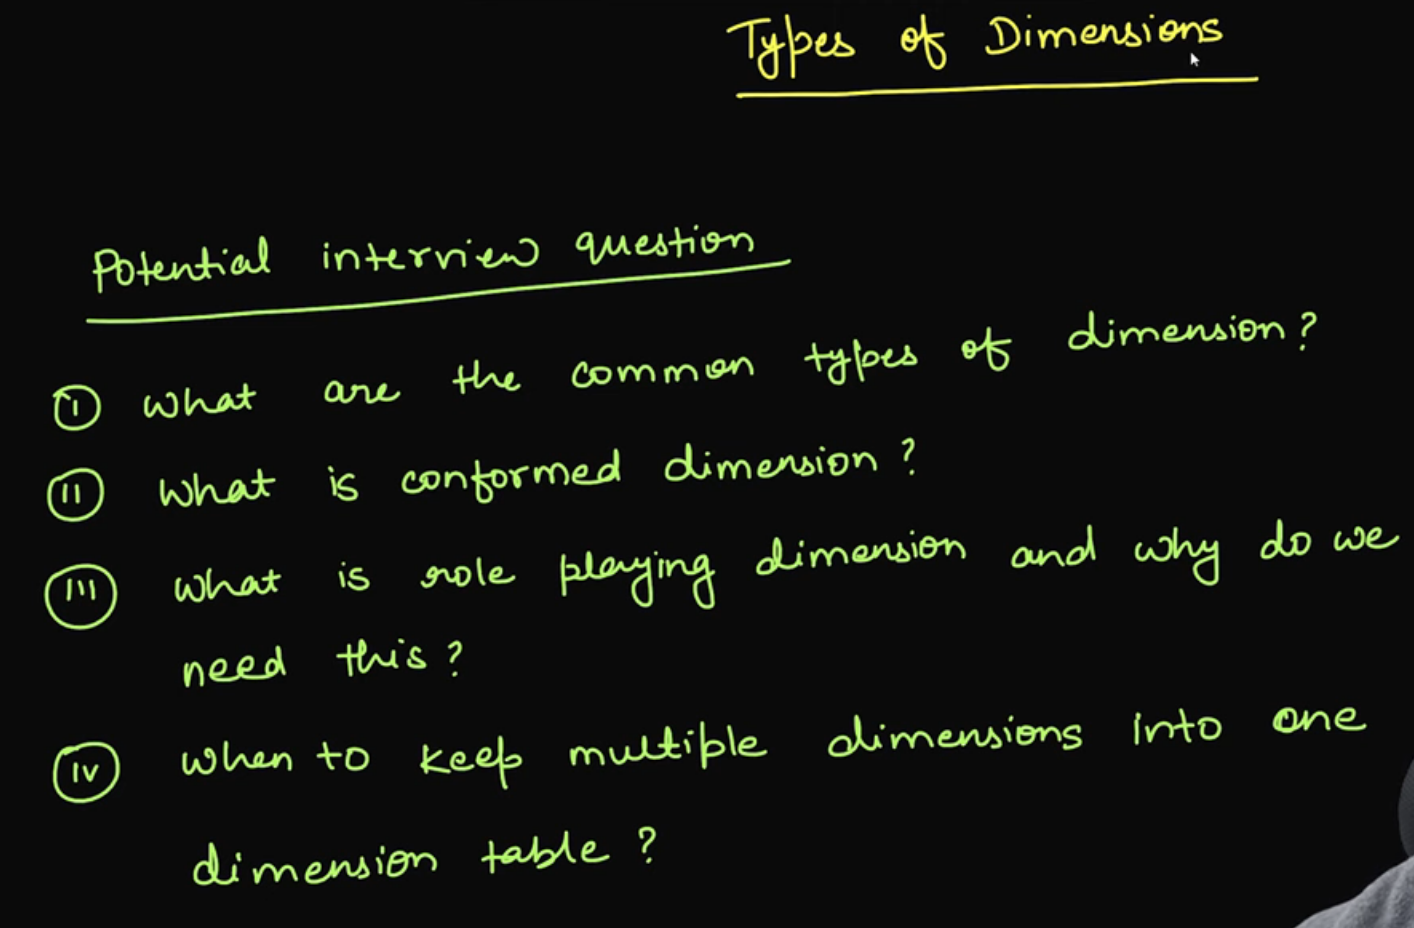 Types of Dimensions
Potential interview question
I What are the common types of dimension?
II What is conformed dimension?
III What is role playing dimension and why do we
need this?
IV When to keep multiple dimensions into one
dimension table?